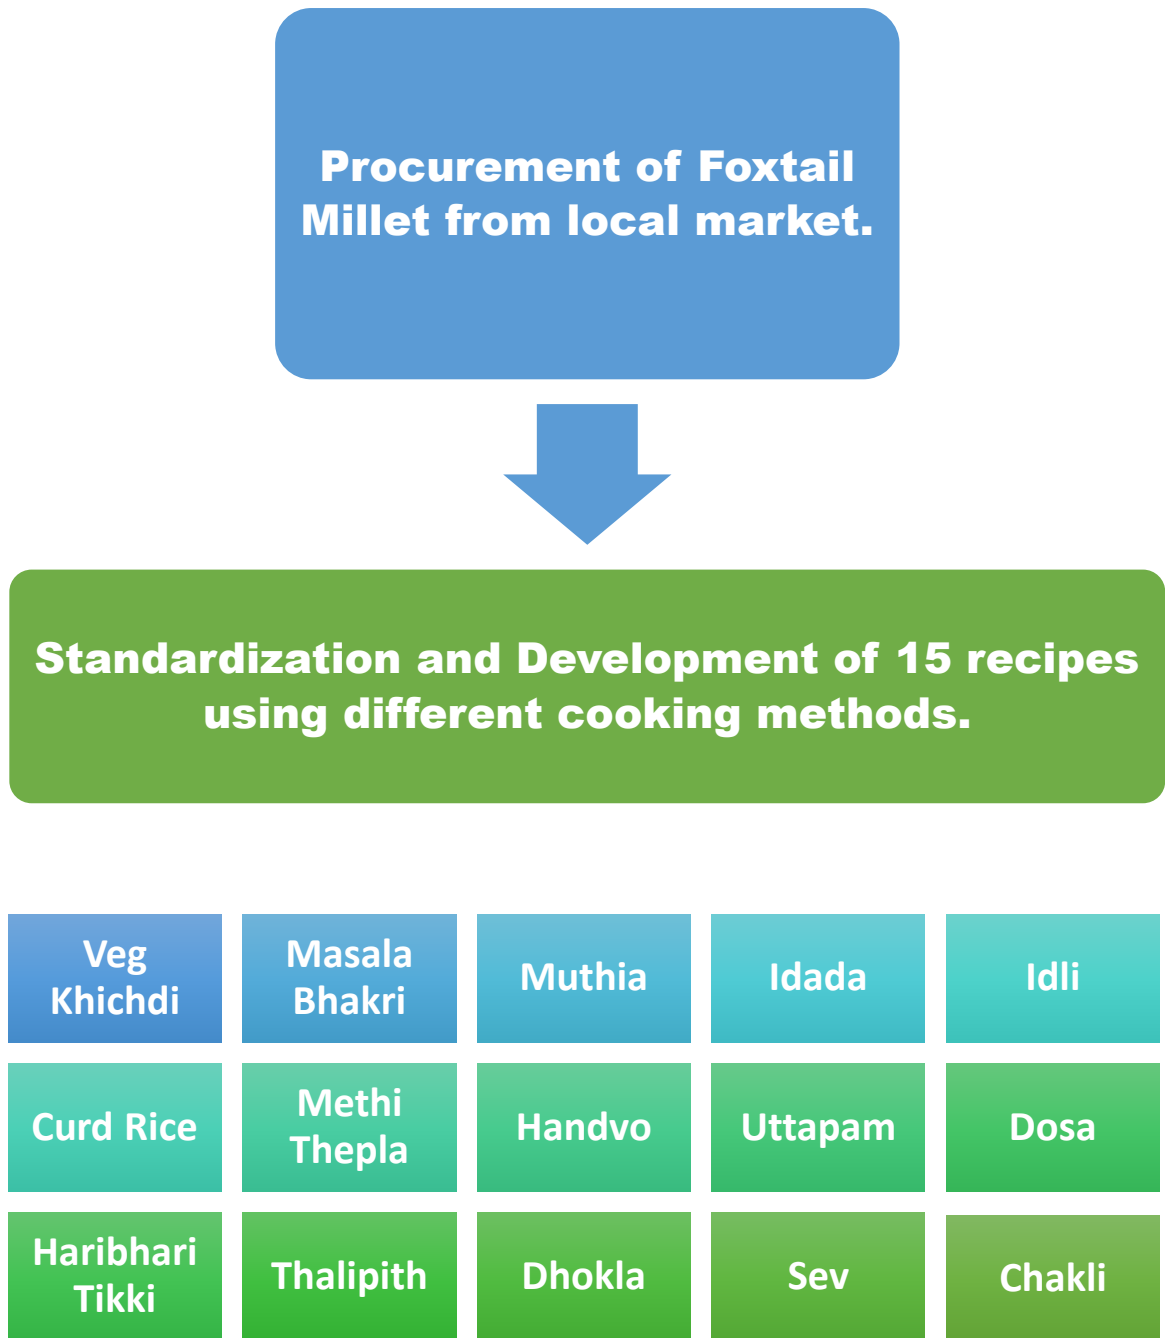 Procurement of Foxtail
Millet from local market.
Standardization and Development of 15 recipes
using different cooking methods.
Veg
Khichdi
Masala
Bhakri
Muthia
Idada
Idli
Curd Rice
Methi
Thepla
Handvo
Uttapam
Dosa
Haribhari
Tikki
Thalipith
Dhokla
Sev
Chakli